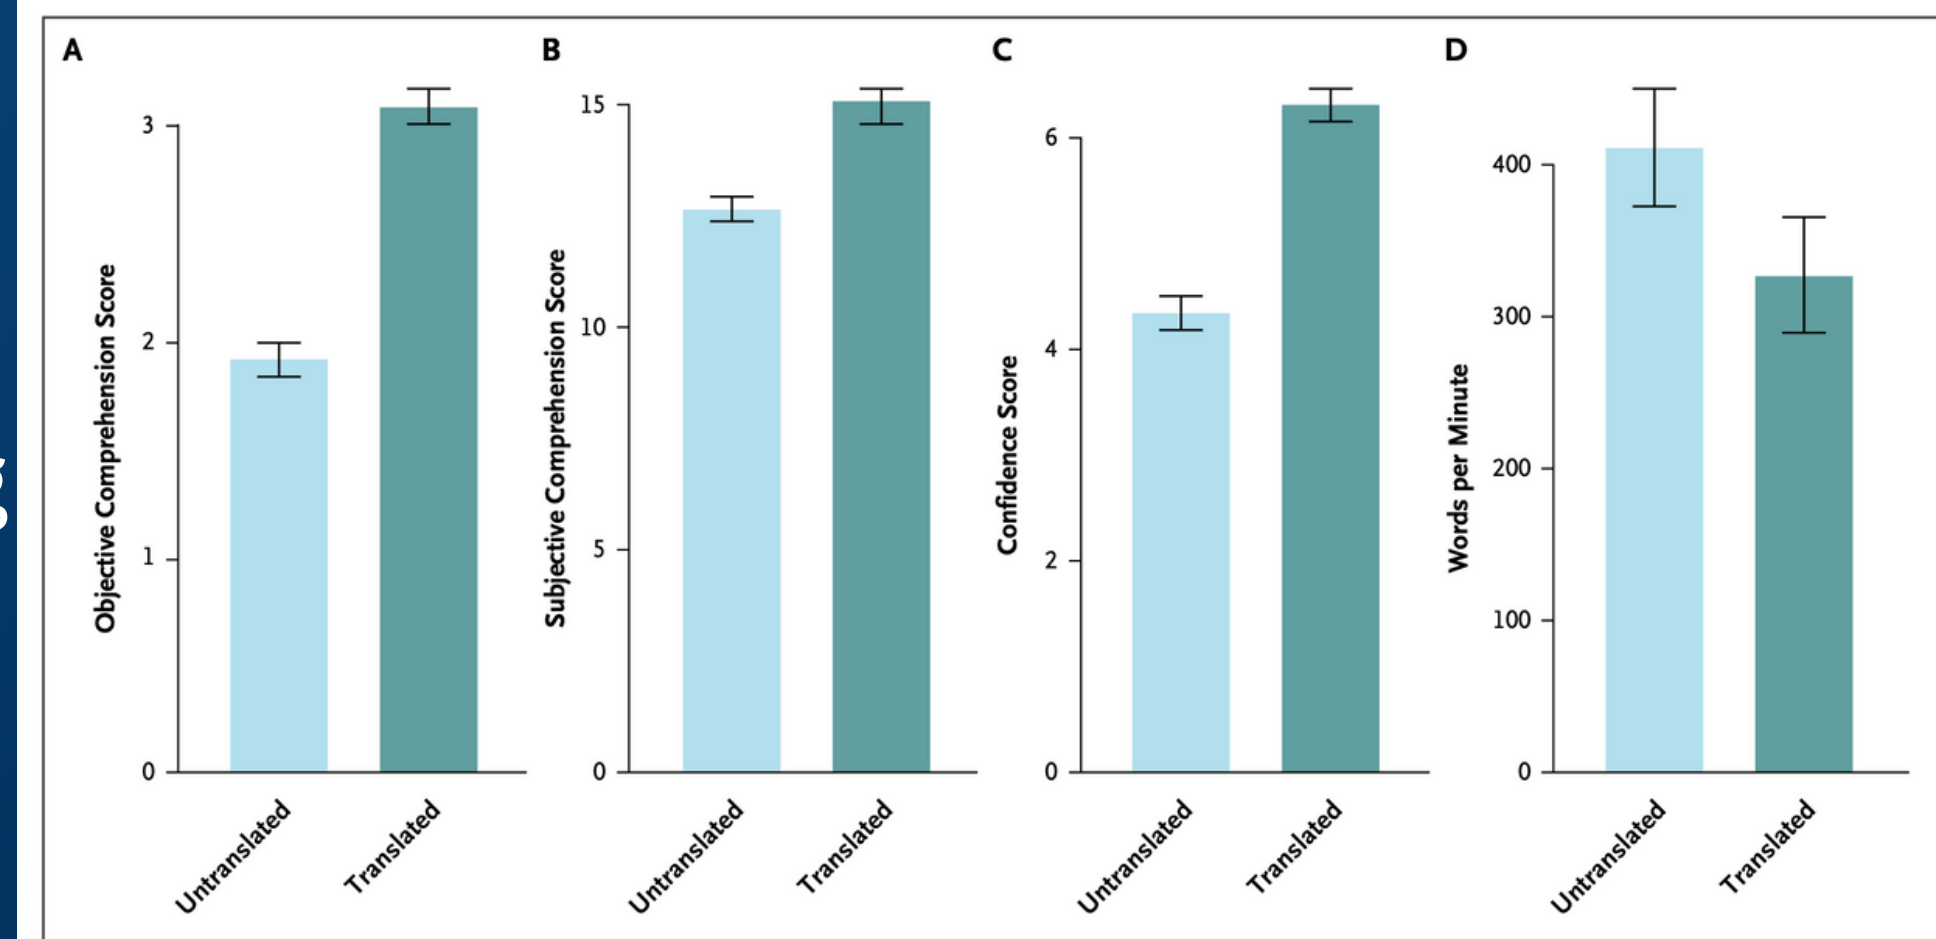 A
Objective Comprehension Score
3
2
1
0
Untranslated
Translated
B
Subjective Comprehension Score
15
10
5
0
Untranslated
Translated
C
Confidence Score
6
4
2
0
Untranslated
Translated
D
Words per Minute
400
300
200
100
0
Untranslated
Translated